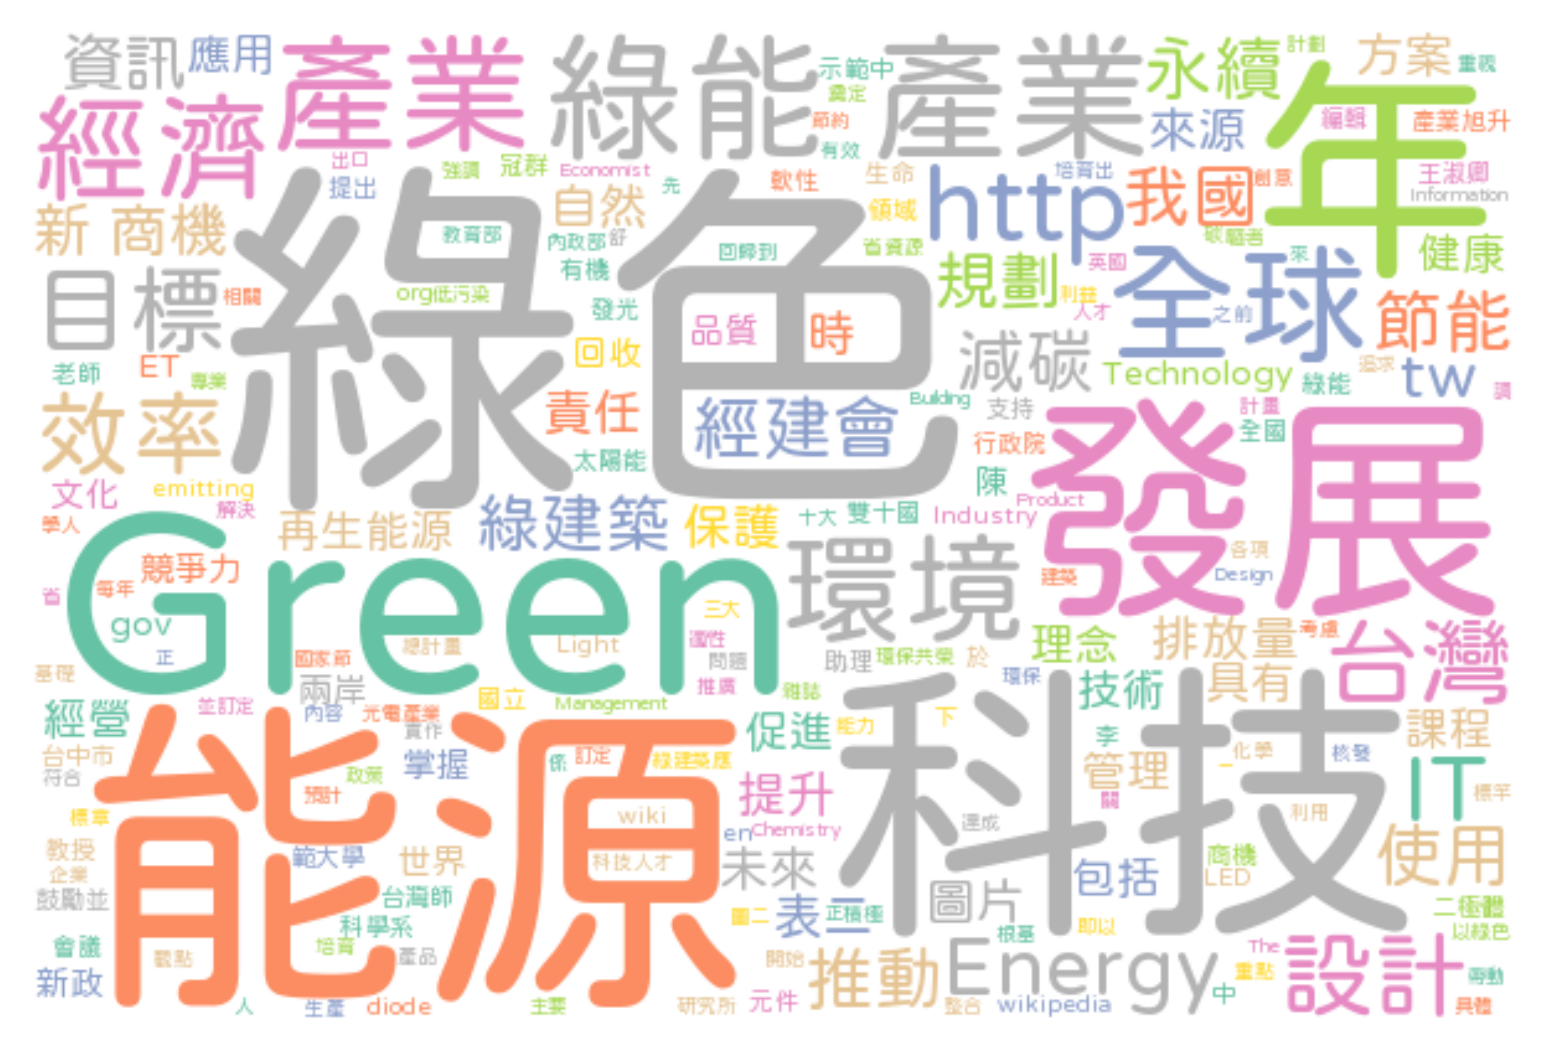 資訊 應用 產業 綠能 產業 永續 計劃 方案 重視
示範中 奠定 年
經濟 節約 來源 編輯 產業旭升
出口 提出 強調 冠群 Economist 先 軟性 有效 生命 培育出 王淑卿
新 商機 綠色 自然 領域 http 我國 創意 Information
教育部 內政部 舒 回歸到 省資源 歌驅者 健康
目標 相關 org低污染 有機 規劃 英國 全球 來
發光 品質 時 利益 人才 之前 節能
老師 ET 專業 回收 減碳 Technology 綠能 追求 tw 調
效率 責任 經建會 Building 支持 計畫
太陽能 行政院 發展 全國
文化 emitting 解決 陳 Product
學人 再生能源 綠建築 保護 十大 雙十國 Industry
競爭力 Green 環境 各項
省 每年 建築 Design
gov 三大
正 總計畫 Light 適性 理念 排放量 考慮 台灣
基礎 國家節 問題 助理 環保共榮 於
兩岸 推廣 環保 技術 具有
經營 並訂定 內容 光電產業 國立 Management 雜誌 科技
實作 促進 能力 下 李 課程
台中市 能源 政策 掌握 係 訂定 綠建築應 一 化學 核發
符合 預計 提升 管理 關 IT 標竿
標章 wiki en Chemistry 達成 利用
教授 範大學 世界 科技人才 未來 商機 使用
企業 包括 LED
鼓勵並 台灣師 圖片 二極體
科學系 圖二 表二 正積極 根基 即以 以綠色
會議 培育 產品 The
觀點 開始 推動 Energy 重點 設計 勞動
新政 中
人 生產 diode 主要 研究所 元件 整合 wikipedia 具體